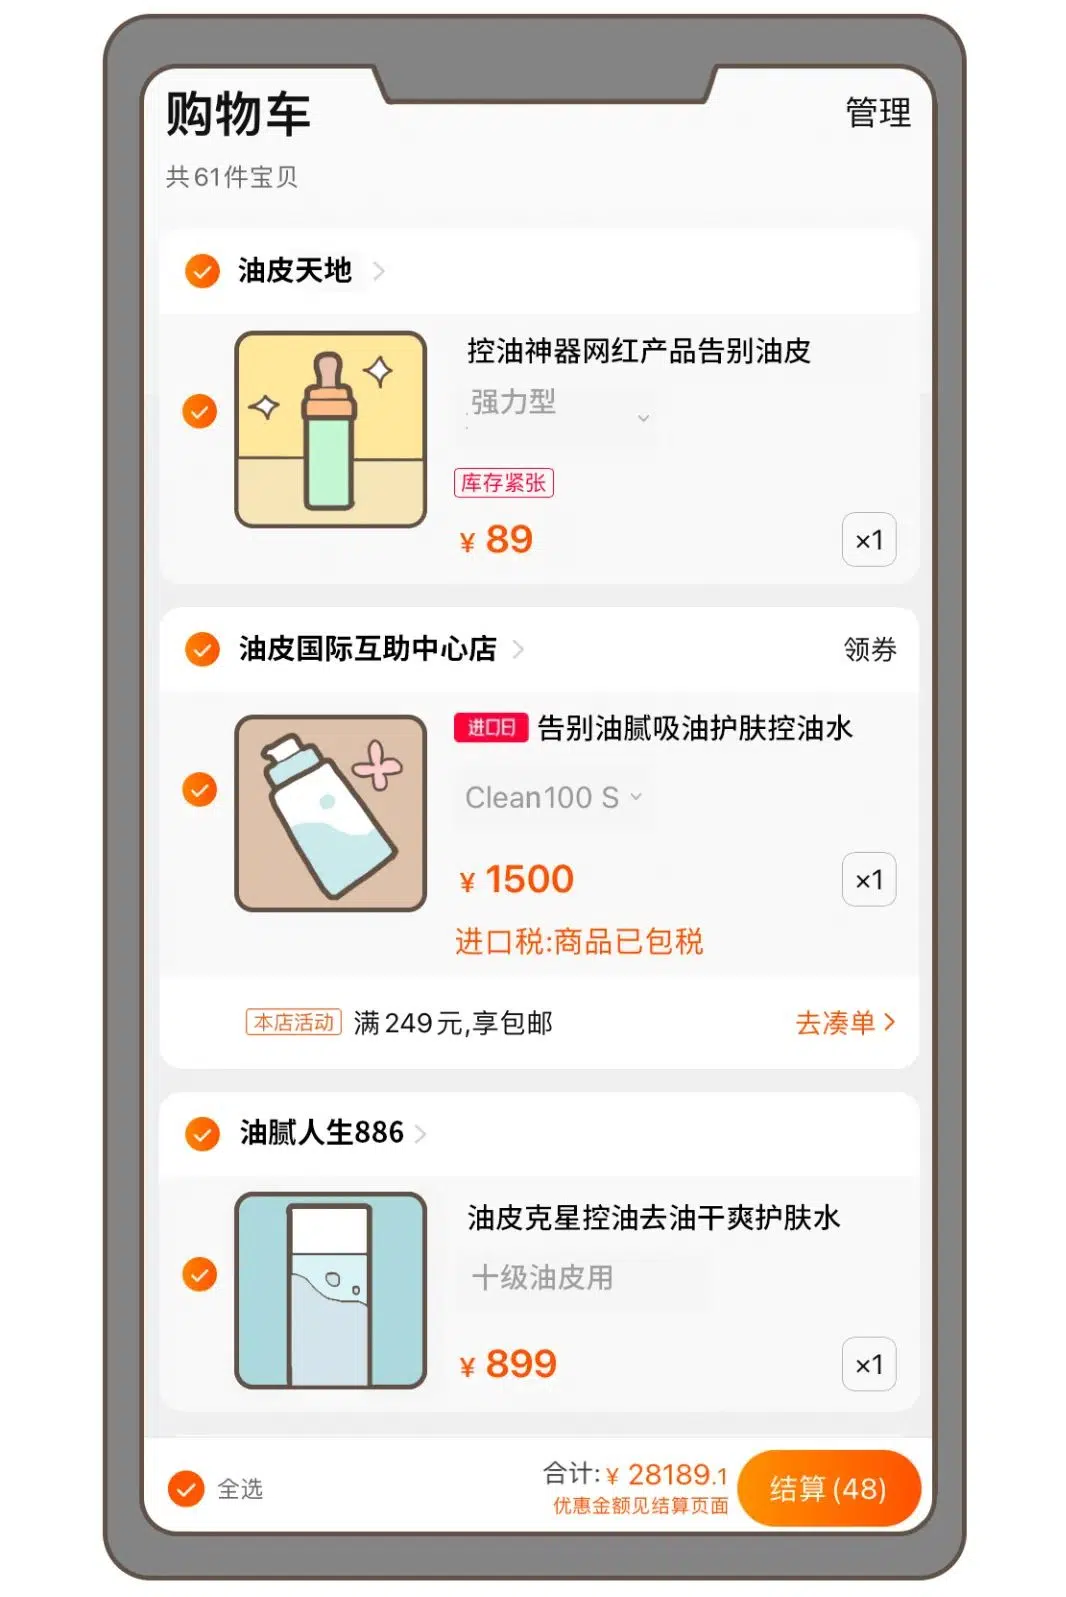 购物车
管理
共61件宝贝
油皮天地
控油神器网红产品告别油皮
强力型
库存紧张
¥ 89
×1
油皮国际互助中心店
领券
进口日 告别油腻吸油护肤控油水
Clean100 S
¥ 1500
×1
进口税:商品已包税
本店活动 满249元,享包邮
去凑单
油腻人生886
油皮克星控油去油干爽护肤水
十级油皮用
¥ 899
×1
全选
合计:¥ 28189.1
优惠金额见结算页面
结算(48)